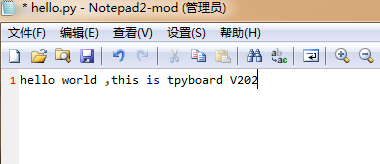 * hello.py - Notepad2-mod (管理员)
文件(F) 编辑(E) 查看(V) 设置(S) 帮助(H)
1 hello world ,this is tpyboard V202